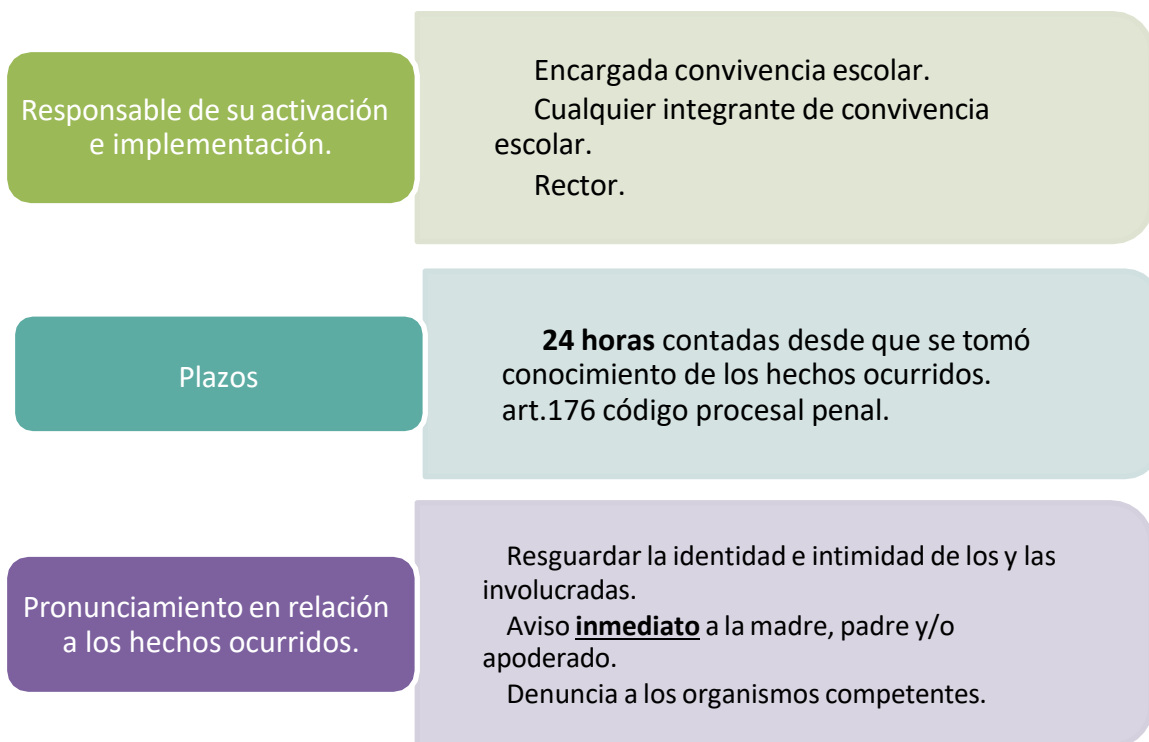 Responsable de su activación
e implementación.
Encargada convivencia escolar.
Cualquier integrante de convivencia
escolar.
Rector.
Plazos
24 horas contadas desde que se tomó
conocimiento de los hechos ocurridos.
art.176 código procesal penal.
Pronunciamiento en relación
a los hechos ocurridos.
Resguardar la identidad e intimidad de los y las
involucradas.
Aviso inmediato a la madre, padre y/o
apoderado.
Denuncia a los organismos competentes.